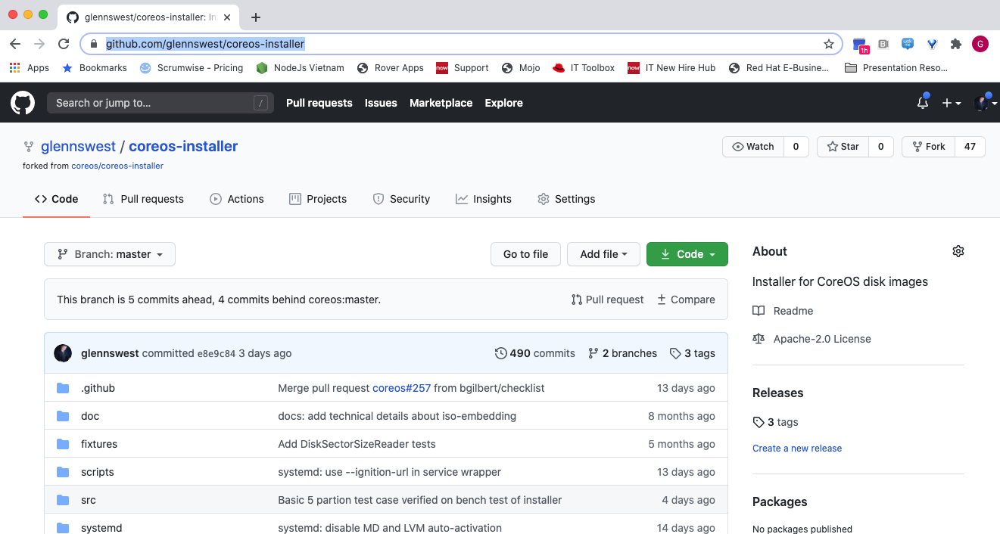 glennswest/coreos-installer: In
github.com/glennswest/coreos-installer
1h
B
G
Apps
Bookmarks
Scrumwise - Pricing
NodeJs Vietnam
Rover Apps
now
Support
Mojo
IT Toolbox
now
IT New Hire Hub
Red Hat E-Busine...
Presentation Reso...
Search or jump to...
/
Pull requests
Issues
Marketplace
Explore
glennswest / coreos-installer
forked from coreos/coreos-installer
Watch 0
Star 0
Fork 47
Code
Pull requests
Actions
Projects
Security
Insights
Settings
Branch: master
Go to file
Add file
Code
This branch is 5 commits ahead, 4 commits behind coreos:master.
Pull request
Compare
glennswest committed e8e9c84 3 days ago
490 commits
2 branches
3 tags
.github
Merge pull request coreos#257 from bgilbert/checklist
13 days ago
doc
docs: add technical details about iso-embedding
8 months ago
fixtures
Add DiskSectorSizeReader tests
5 months ago
scripts
systemd: use --ignition-url in service wrapper
13 days ago
src
Basic 5 partion test case verified on bench test of installer
4 days ago
systemd
systemd: disable MD and LVM auto-activation
14 days ago
About
Installer for CoreOS disk images
Readme
Apache-2.0 License
Releases
3 tags
Create a new release
Packages
No packages published